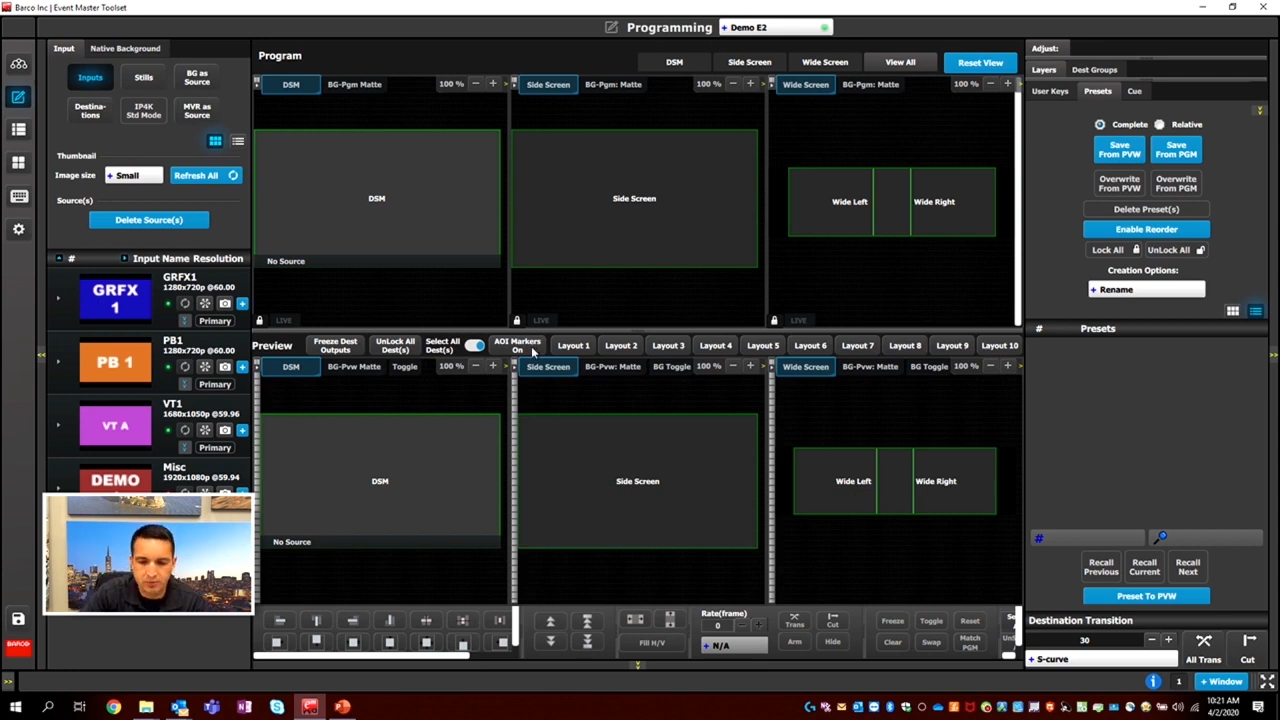 Barco Inc | Event Master Toolset
Programming
+ Demo E2
Input
Native Background
Inputs
Stills
BG as
Source
Destina-
tions
IP4K
Std Mode
MVR as
Source
Thumbnail
Image size
+ Small
Refresh All
Source(s)
Delete Source(s)
#
Input Name Resolution
GRFX
1
GRFX1
1280x720p @60.00
Primary
PB 1
PB1
1280x720p @60.00
Primary
VT A
VT1
1680x1050p @59.96
Primary
DEMO
Misc
1920x1080p @59.94
Program
DSM
Side Screen
Wide Screen
View All
Reset View
DSM
BG-Pgm Matte
100 %
Side Screen
BG-Pgm: Matte
100 %
Wide Screen
BG-Pgm: Matte
100 %
DSM
No Source
Side Screen
Wide Left
Wide Right
LIVE
LIVE
LIVE
Preview
Freeze Dest
Outputs
UnLock All
Dest(s)
Select All
Dest(s)
AOI Markers
On
Layout 1
Layout 2
Layout 3
Layout 4
Layout 5
Layout 6
Layout 7
Layout 8
Layout 9
Layout 10
DSM
BG-Pvw Matte
Toggle
100 %
Side Screen
BG-Pvw: Matte
BG Toggle
100 %
Wide Screen
BG-Pvw: Matte
BG Toggle
100 %
DSM
No Source
Side Screen
Wide Left
Wide Right
Fill H/V
Rate(frame)
0
+ N/A
Trans
Cut
Arm
Hide
Freeze
Toggle
Reset
Clear
Swap
Match
PGM
Adjust:
Layers
Dest Groups
User Keys
Presets
Cue
Complete
Relative
Save
From PVW
Save
From PGM
Overwrite
From PVW
Overwrite
From PGM
Delete Preset(s)
Enable Reorder
Lock All
UnLock All
Creation Options:
+ Rename
#
Presets
#
Recall
Previous
Recall
Current
Recall
Next
Preset To PVW
Destination Transition
30
+ S-curve
All Trans
Cut
BARCO
1
+ Window
10:21 AM
4/2/2020